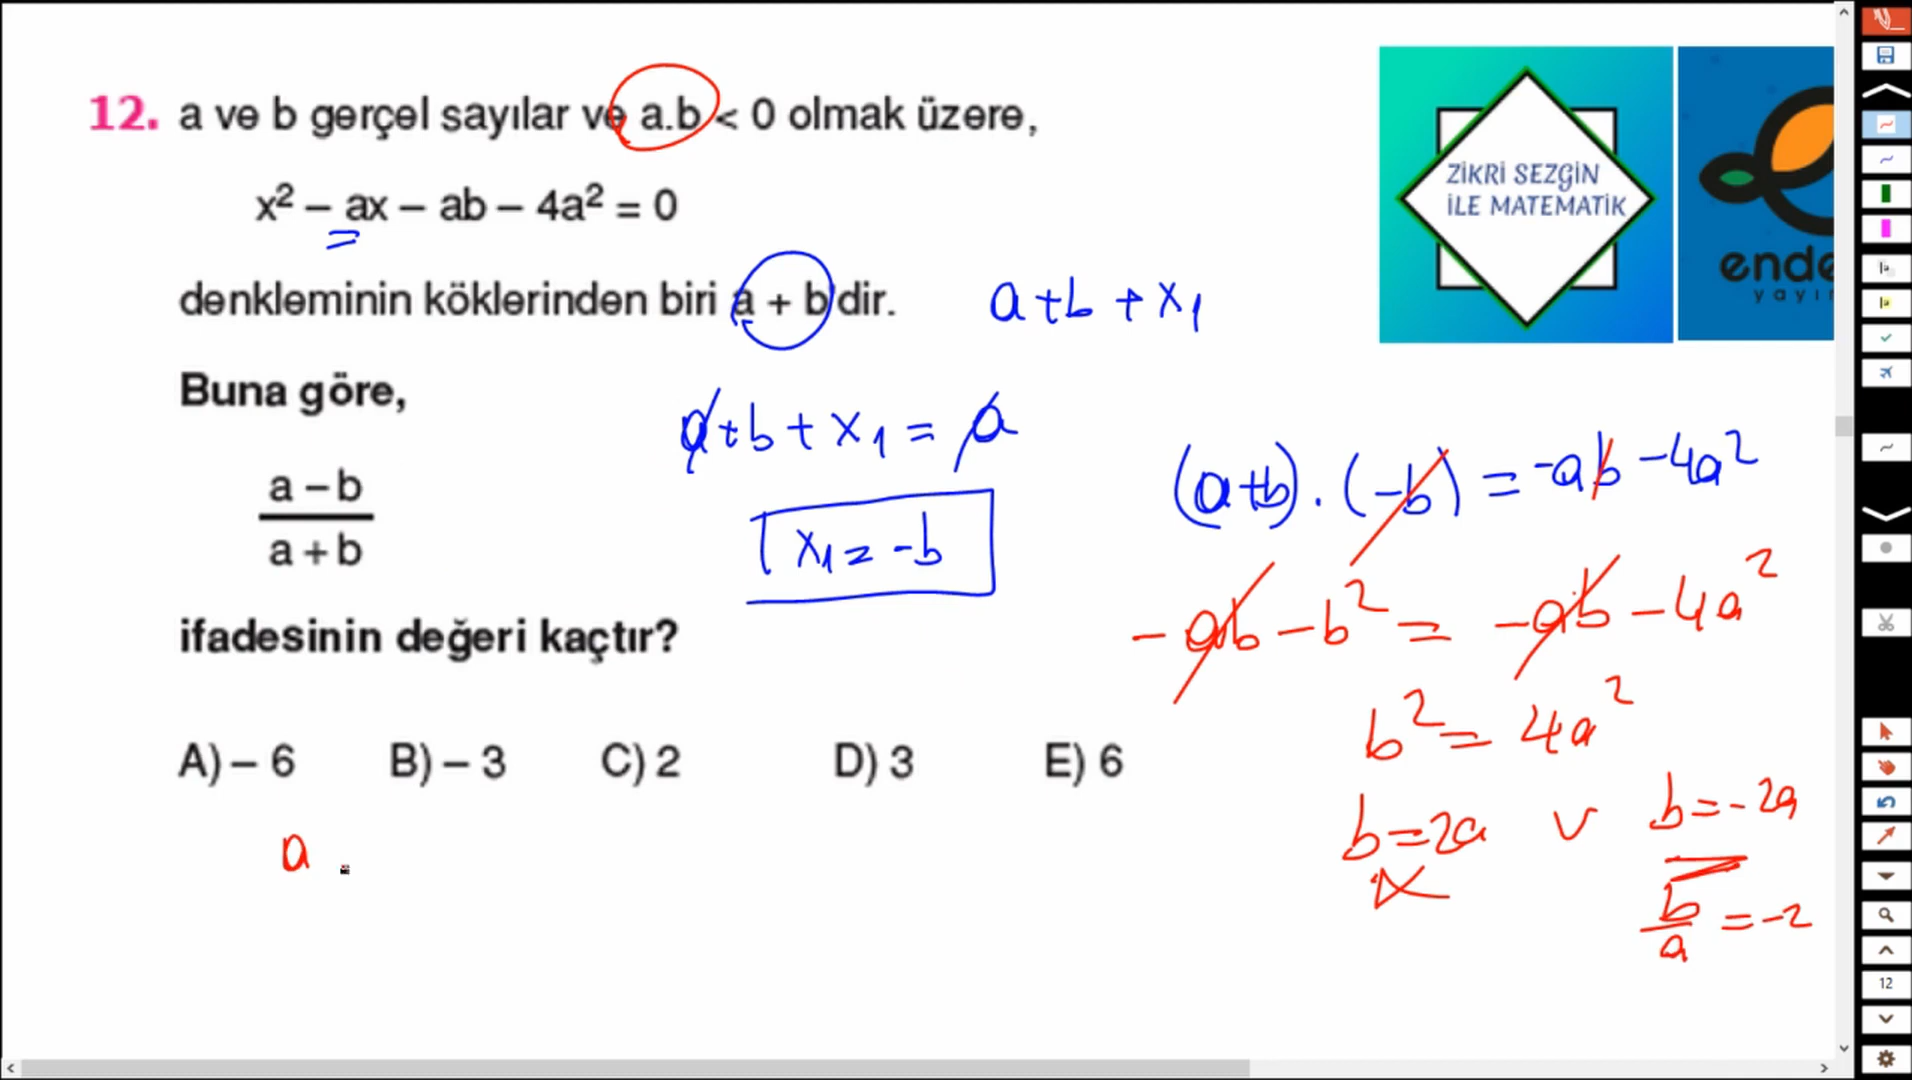 12. a ve b gerçel sayılar ve a.b < 0 olmak üzere,
x² – ax – ab – 4a² = 0
denkleminin köklerinden biri a + b dir.
a+b+x₁
Buna göre,
a+b+x₁ = a
x₁ = -b
a – b
a + b
ifadesinin değeri kaçtır?
A) – 6 B) – 3 C) 2 D) 3 E) 6
a
(a+b).(-b) = -ab -4a²
-ab -b² = -ab -4a²
b² = 4a²
b=2a v b=-2a
b
a
=-2
ZİKRİ SEZGİN
İLE MATEMATİK
ende
yayı
12